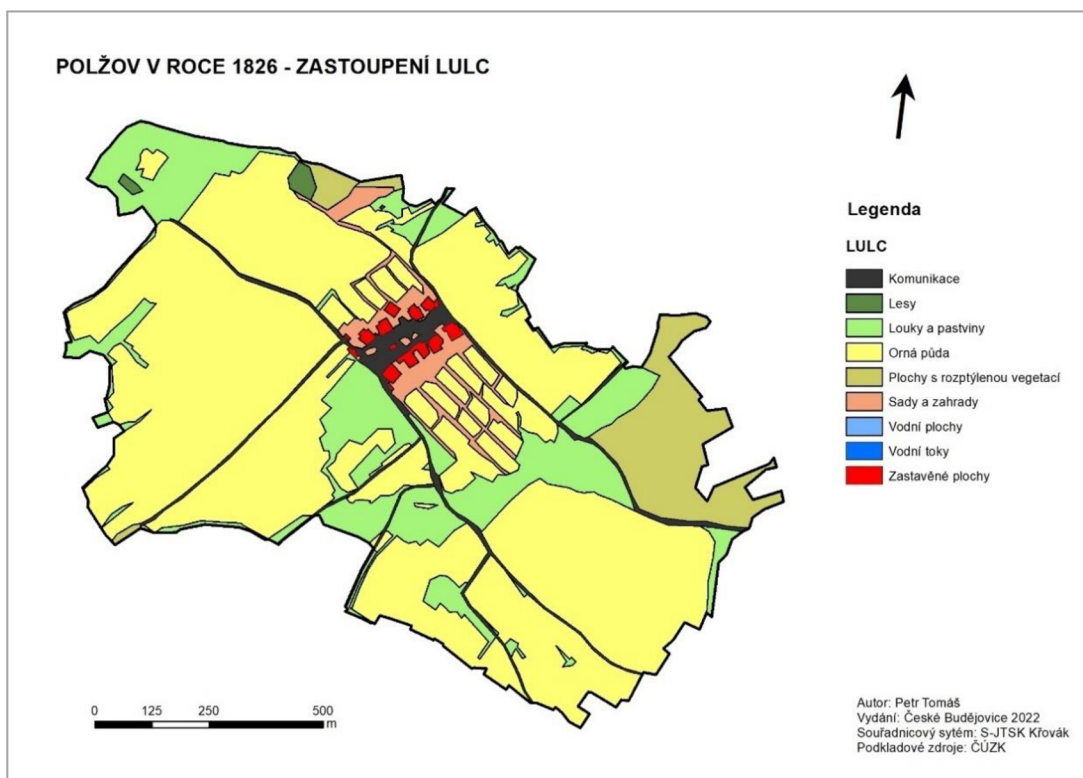 POLŽOV V ROCE 1826 - ZASTOUPENÍ LULC
Legenda
LULC
Komunikace
Lesy
Louky a pastviny
Orná půda
Plochy s rozptýlenou vegetací
Sady a zahrady
Vodní plochy
Vodní toky
Zastavěné plochy
0 125 250 500
m
Autor: Petr Tomáš
Vydání: České Budějovice 2022
Souřadnicový sytém: S-JTSK Křovák
Podkladové zdroje: ČÚZK